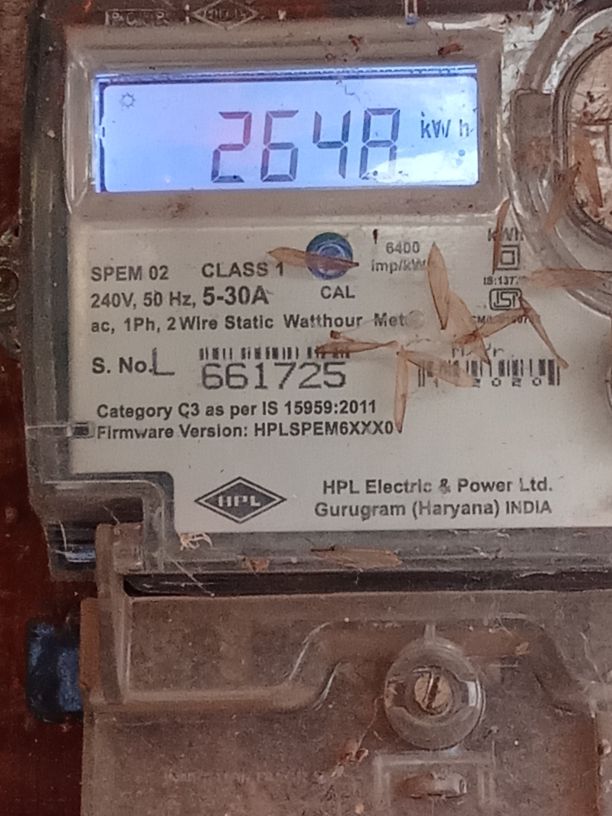 2648 kWh
6400
imp/kW
SPEM 02 CLASS 1
240V, 50 Hz, 5-30A CAL
ac, 1Ph, 2 Wire Static Watthour Met
S. No. L 661725
Category C3 as per IS 15959:2011
Firmware Version: HPLSPEM6XXX0
HPL
HPL Electric & Power Ltd.
Gurugram (Haryana) INDIA